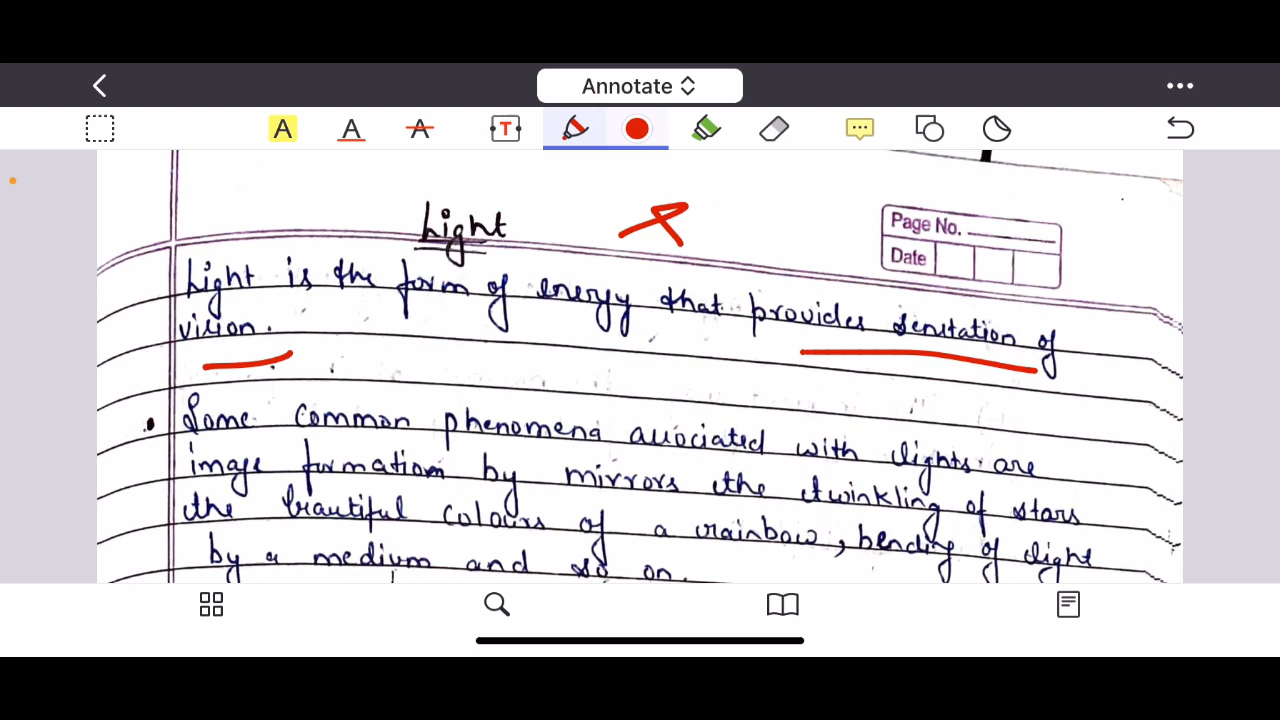 Annotate
A A A T
Light
Page No.
Date
Light is the form of energy that provides senstation of
vision.
Some common phenomena associated with lights are
image formation by mirrors the twinkling of stars
the beautiful colours of a rainbow, bending of light
by a medium and so on.